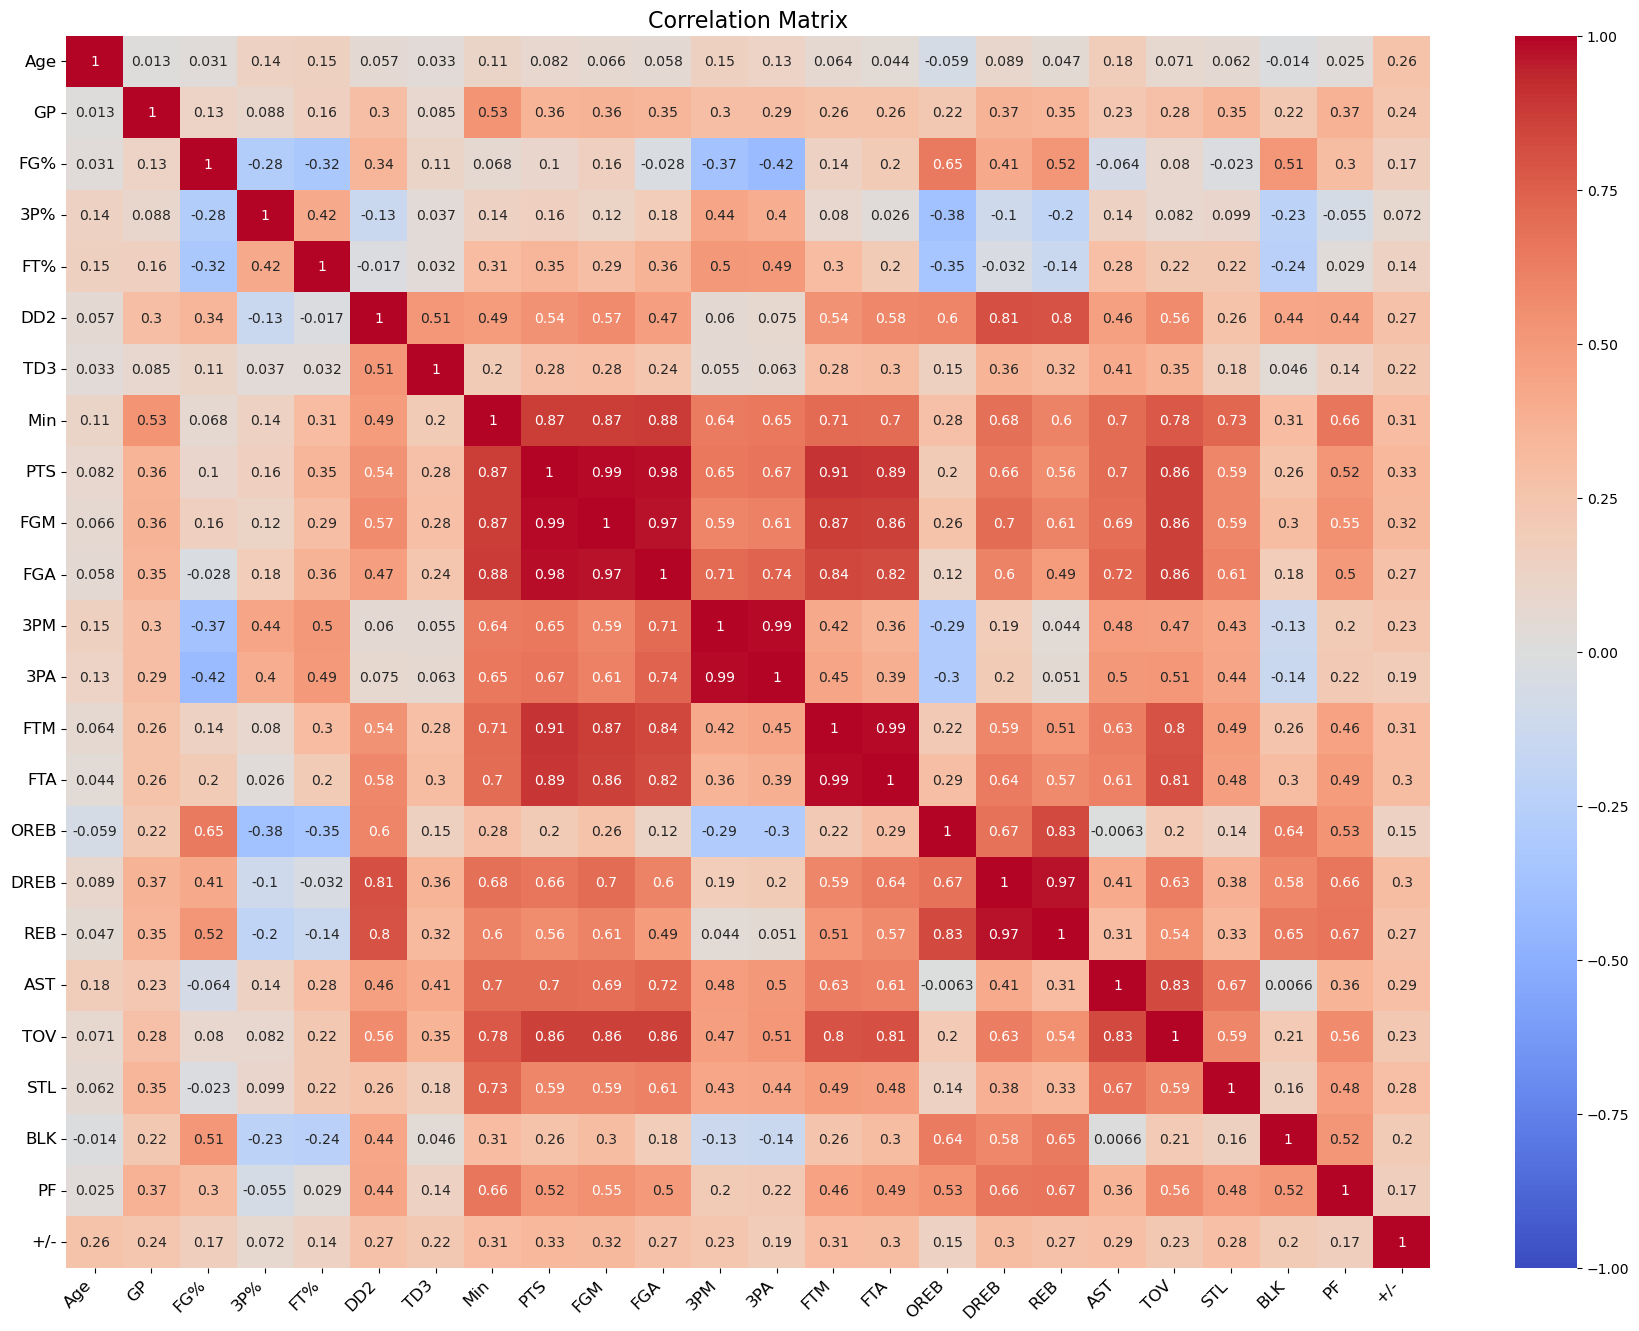 Correlation Matrix
Age 1 0.013 0.031 0.14 0.15 0.057 0.033 0.11 0.082 0.066 0.058 0.15 0.13 0.064 0.044 -0.059 0.089 0.047 0.18 0.071 0.062 -0.014 0.025 0.26
GP 0.013 1 0.13 0.088 0.16 0.3 0.085 0.53 0.36 0.36 0.35 0.3 0.29 0.26 0.26 0.22 0.37 0.35 0.23 0.28 0.35 0.22 0.37 0.24
FG% 0.031 0.13 1 -0.28 -0.32 0.34 0.11 0.068 0.1 0.16 -0.028 -0.37 -0.42 0.14 0.2 0.65 0.41 0.52 -0.064 0.08 -0.023 0.51 0.3 0.17
3P% 0.14 0.088 -0.28 1 0.42 -0.13 0.037 0.14 0.16 0.12 0.18 0.44 0.4 0.08 0.026 -0.38 -0.1 -0.2 0.14 0.082 0.099 -0.23 -0.055 0.072
FT% 0.15 0.16 -0.32 0.42 1 -0.017 0.032 0.31 0.35 0.29 0.36 0.5 0.49 0.3 0.2 -0.35 -0.032 -0.14 0.28 0.22 0.22 -0.24 0.029 0.14
DD2 0.057 0.3 0.34 -0.13 -0.017 1 0.51 0.49 0.54 0.57 0.47 0.06 0.075 0.54 0.58 0.6 0.81 0.8 0.46 0.56 0.26 0.44 0.44 0.27
TD3 0.033 0.085 0.11 0.037 0.032 0.51 1 0.2 0.28 0.28 0.24 0.055 0.063 0.28 0.3 0.15 0.36 0.32 0.41 0.35 0.18 0.046 0.14 0.22
Min 0.11 0.53 0.068 0.14 0.31 0.49 0.2 1 0.87 0.87 0.88 0.64 0.65 0.71 0.7 0.28 0.68 0.6 0.7 0.78 0.73 0.31 0.66 0.31
PTS 0.082 0.36 0.1 0.16 0.35 0.54 0.28 0.87 1 0.99 0.98 0.65 0.67 0.91 0.89 0.2 0.66 0.56 0.7 0.86 0.59 0.26 0.52 0.33
FGM 0.066 0.36 0.16 0.12 0.29 0.57 0.28 0.87 0.99 1 0.97 0.59 0.61 0.87 0.86 0.26 0.7 0.61 0.69 0.86 0.59 0.3 0.55 0.32
FGA 0.058 0.35 -0.028 0.18 0.36 0.47 0.24 0.88 0.98 0.97 1 0.71 0.74 0.84 0.82 0.12 0.6 0.49 0.72 0.86 0.61 0.18 0.5 0.27
3PM 0.15 0.3 -0.37 0.44 0.5 0.06 0.055 0.64 0.65 0.59 0.71 1 0.99 0.42 0.36 -0.29 0.19 0.044 0.48 0.47 0.43 -0.13 0.2 0.23
3PA 0.13 0.29 -0.42 0.4 0.49 0.075 0.063 0.65 0.67 0.61 0.74 0.99 1 0.45 0.39 -0.3 0.2 0.051 0.5 0.51 0.44 -0.14 0.22 0.19
FTM 0.064 0.26 0.14 0.08 0.3 0.54 0.28 0.71 0.91 0.87 0.84 0.42 0.45 1 0.99 0.22 0.59 0.51 0.63 0.8 0.49 0.26 0.46 0.31
FTA 0.044 0.26 0.2 0.026 0.2 0.58 0.3 0.7 0.89 0.86 0.82 0.36 0.39 0.99 1 0.29 0.64 0.57 0.61 0.81 0.48 0.3 0.49 0.3
OREB -0.059 0.22 0.65 -0.38 -0.35 0.6 0.15 0.28 0.2 0.26 0.12 -0.29 -0.3 0.22 0.29 1 0.67 0.83 -0.0063 0.2 0.14 0.64 0.53 0.15
DREB 0.089 0.37 0.41 -0.1 -0.032 0.81 0.36 0.68 0.66 0.7 0.6 0.19 0.2 0.59 0.64 0.67 1 0.97 0.41 0.63 0.38 0.58 0.66 0.3
REB 0.047 0.35 0.52 -0.2 -0.14 0.8 0.32 0.6 0.56 0.61 0.49 0.044 0.051 0.51 0.57 0.83 0.97 1 0.31 0.54 0.33 0.65 0.67 0.27
AST 0.18 0.23 -0.064 0.14 0.28 0.46 0.41 0.7 0.7 0.69 0.72 0.48 0.5 0.63 0.61 -0.0063 0.41 0.31 1 0.83 0.67 0.0066 0.36 0.29
TOV 0.071 0.28 0.08 0.082 0.22 0.56 0.35 0.78 0.86 0.86 0.86 0.47 0.51 0.8 0.81 0.2 0.63 0.54 0.83 1 0.59 0.21 0.56 0.23
STL 0.062 0.35 -0.023 0.099 0.22 0.26 0.18 0.73 0.59 0.59 0.61 0.43 0.44 0.49 0.48 0.14 0.38 0.33 0.67 0.59 1 0.16 0.48 0.28
BLK -0.014 0.22 0.51 -0.23 -0.24 0.44 0.046 0.31 0.26 0.3 0.18 -0.13 -0.14 0.26 0.3 0.64 0.58 0.65 0.0066 0.21 0.16 1 0.52 0.2
PF 0.025 0.37 0.3 -0.055 0.029 0.44 0.14 0.66 0.52 0.55 0.5 0.2 0.22 0.46 0.49 0.53 0.66 0.67 0.36 0.56 0.48 0.52 1 0.17
+/- 0.26 0.24 0.17 0.072 0.14 0.27 0.22 0.31 0.33 0.32 0.27 0.23 0.19 0.31 0.3 0.15 0.3 0.27 0.29 0.23 0.28 0.2 0.17 1
Age GP FG% 3P% FT% DD2 TD3 Min PTS FGM FGA 3PM 3PA FTM FTA OREB DREB REB AST TOV STL BLK PF +/-
1.00
0.75
0.50
0.25
0.00
−0.25
−0.50
−0.75
−1.00